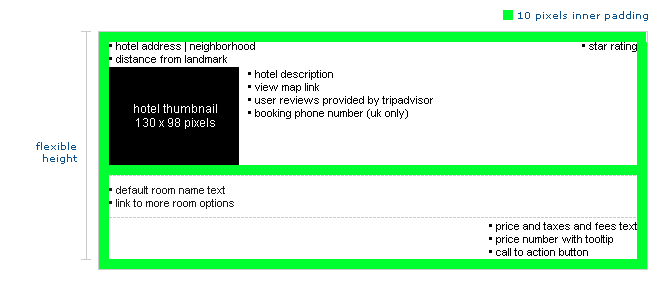 10 pixels inner padding
▪ hotel address | neighborhood
▪ star rating
▪ distance from landmark
▪ hotel description
▪ view map link
▪ user reviews provided by tripadvisor
▪ booking phone number (uk only)
hotel thumbnail
130 x 98 pixels
flexible
height
▪ default room name text
▪ link to more room options
▪ price and taxes and fees text
▪ price number with tooltip
▪ call to action button